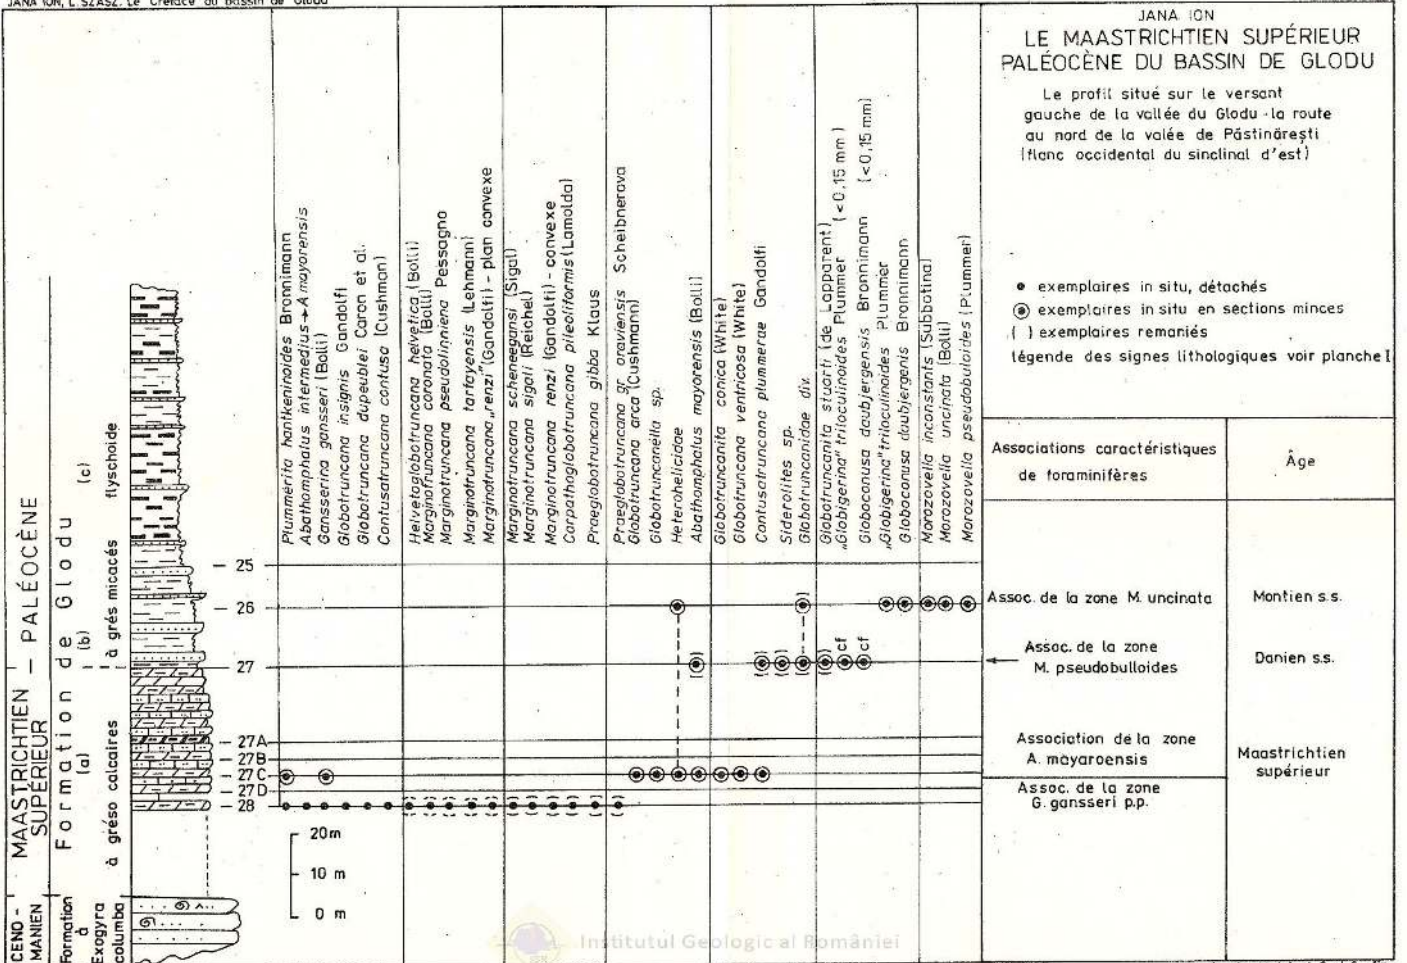 JANA ION, L. SZASZ. Le Crétacé du bassin de Glodu
JANA ION
LE MAASTRICHTIEN SUPÉRIEUR
PALÉOCÈNE DU BASSIN DE GLODU
Le profil situé sur le versant
gauche de la vallée du Glodu - la route
au nord de la valée de Păstinăreşti
(flanc occidental du sinclinal d'est)
• exemplaires in situ, détachés
exemplaires in situ en sections minces
( ) exemplaires remaniés
légende des signes lithologiques voir planche I
Associations caractéristiques
de foraminifères
Âge
Plummerita hantkeninoides Bronnimann
Abathomphalus intermedius→A mayorensis
Gansserina gansseri (Bolli)
Globotruncana insignis Gandolfi
Globotruncana dupeublei Caron et al.
Contusatruncana contusa (Cushman)
Helvetoglobotruncana helvetica (Bolli)
Marginotruncana coronata (Bolli)
Marginotruncana pseudolinneina Pessagno
Marginotruncana tarfayensis (Lehmann)
Marginotruncana „renzi" (Gandolfi) - plan convexe
Marginotruncana scheneegansi (Sigal)
Marginotruncana sigali (Reichel)
Marginotruncana renzi (Gandolfi) - convexe
Carpathoglobotruncana pileoliformis (Lamolda)
Praeglobotruncana gibba Klaus
Praeglobotruncana gr oraviensis Scheibnerova
Globotruncana arca (Cushmann)
Globotruncanella sp.
Heterohelicidae
Abathomphalus mayorensis (Bolli)
Globotruncanita conica (White)
Globotruncana ventricosa (White)
Contusatruncana plummerae Gandolfi
Siderolites sp.
Globotruncanidae div.
Globotruncanita stuarti (de Lapparent)
„Globigerina" triloculinoides Plummer (<0,15 mm)
Globoconusa daubjergensis Bronnimann (<0,15 mm)
„Globigerina" triloculinoides Plummer
Globoconusa daubjergenis Bronnimann
Morozovella inconstants (Subbotina)
Morozovella uncinata (Bolli)
Morozovella pseudobuloides (Plummer)
CENO-
MANIEN
MAASTRICHTIEN
SUPÉRIEUR
— PALÉOCÈNE
Formation
à
Exogyra
columba
Formation de Glodu
(a)
(b)
(c)
à gréso calcaires
à grés micacés
flyschoide
25
26
27
27A
27B
27C
27D
28
cf
cf
20m
10 m
0 m
Assoc. de la zone M. uncinata
Montien s.s.
Assoc. de la zone
M. pseudobulloides
Danien s.s.
Association de la zone
A. mayaroensis
Maastrichtien
supérieur
Assoc. de la zone
G. gansseri p.p.
Institutul Geologic al României
IGR